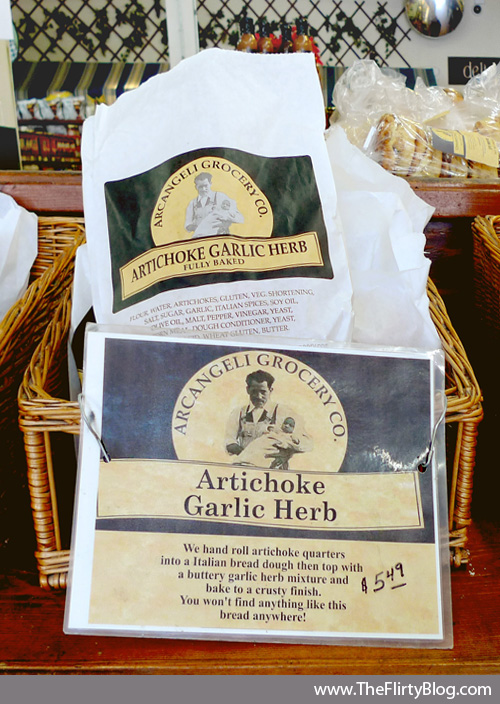 deli
ARCANGELI GROCERY CO.
ARTICHOKE GARLIC HERB
FULLY BAKED
FLOUR, WATER, ARTICHOKES, GLUTEN, VEG. SHORTENING,
SALT, SUGAR, GARLIC, ITALIAN SPICES, SOY OIL,
OLIVE OIL, MALT, PEPPER, VINEGAR, YEAST,
DOUGH CONDITIONER, YEAST,
WHEAT GLUTEN, BUTTER
ARCANGELI GROCERY CO.
Artichoke
Garlic Herb
We hand roll artichoke quarters
into a Italian bread dough then top with
a buttery garlic herb mixture and
bake to a crusty finish.
You won't find anything like this
bread anywhere!
$5.49
www.TheFlirtyBlog.com